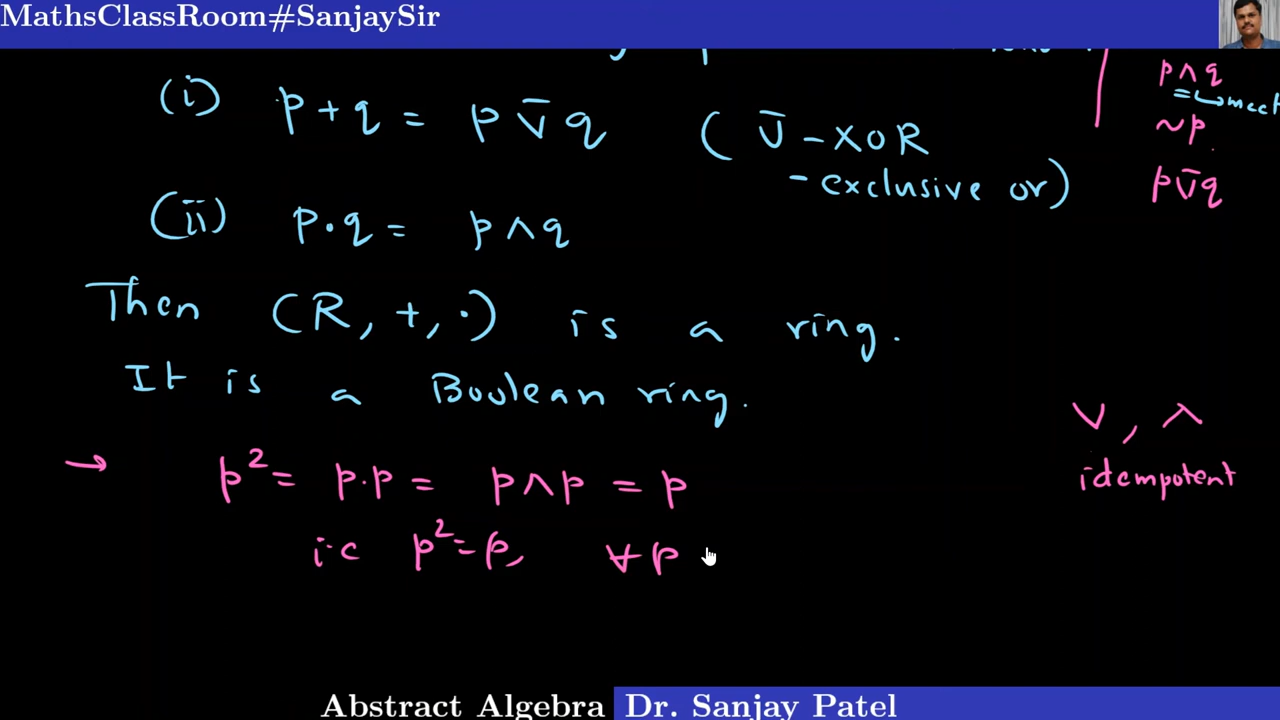 MathsClassRoom#SanjaySir
(i) p + q = p ⊻ q ( ⊻ - XOR
- exclusive or)
(ii) p · q = p ∧ q
Then (R, +, ·) is a ring.
It is a Boolean ring.
→ p² = p·p = p ∧ p = p
i.e p² = p, ∀ p
p ∧ q
↳ meet
~p
p ⊻ q
∨, ∧
idempotent
Abstract Algebra Dr. Sanjay Patel